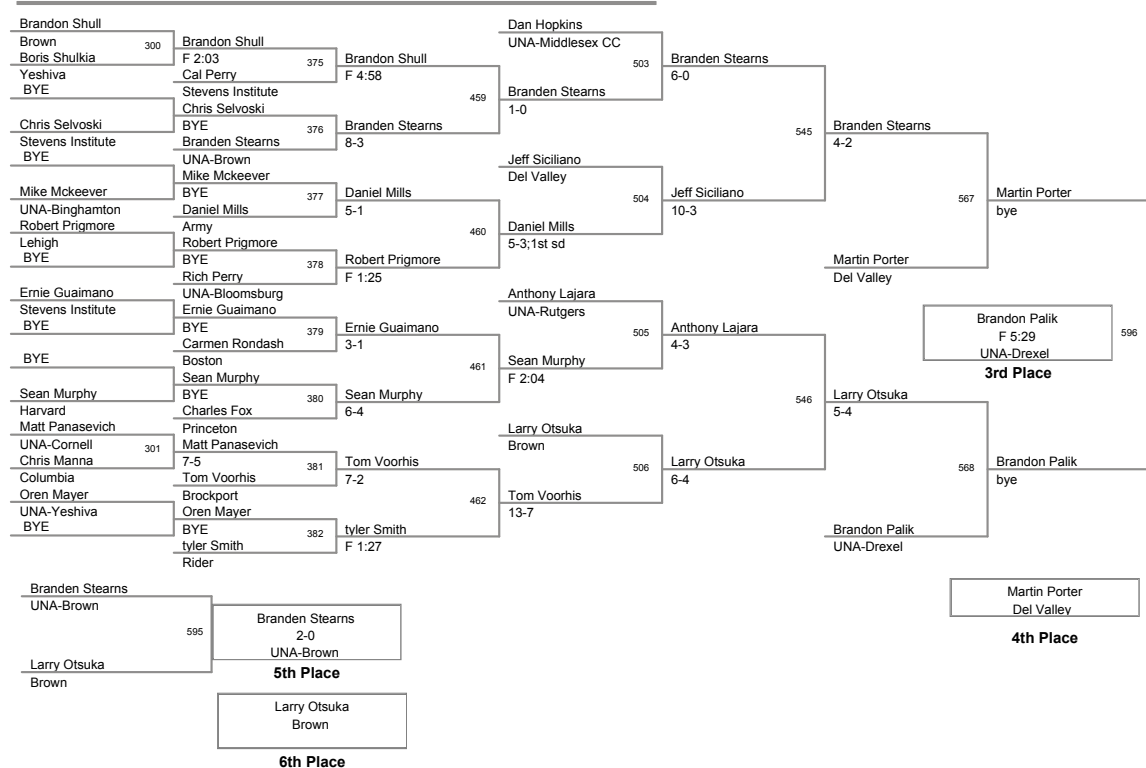 Brandon Shull
Brown
300
Boris Shulkia
Yeshiva
BYE
Chris Selvoski
Stevens Institute
BYE
Mike Mckeever
UNA-Binghamton
Robert Prigmore
Lehigh
BYE
Ernie Guaimano
Stevens Institute
BYE
BYE
Sean Murphy
Harvard
Matt Panasevich
UNA-Cornell
301
Chris Manna
Columbia
Oren Mayer
UNA-Yeshiva
BYE
Brandon Shull
F 2:03
375
Cal Perry
Stevens Institute
Chris Selvoski
BYE
376
Branden Stearns
UNA-Brown
Mike Mckeever
BYE
377
Daniel Mills
Army
Robert Prigmore
BYE
378
Rich Perry
UNA-Bloomsburg
Ernie Guaimano
BYE
379
Carmen Rondash
Boston
Sean Murphy
BYE
380
Charles Fox
Princeton
Matt Panasevich
7-5
381
Tom Voorhis
Brockport
Oren Mayer
BYE
382
tyler Smith
Rider
Brandon Shull
F 4:58
459
Branden Stearns
8-3
Daniel Mills
5-1
460
Robert Prigmore
F 1:25
Ernie Guaimano
3-1
461
Sean Murphy
6-4
Tom Voorhis
7-2
462
tyler Smith
F 1:27
Dan Hopkins
UNA-Middlesex CC
503
Branden Stearns
1-0
Jeff Siciliano
Del Valley
504
Daniel Mills
5-3;1st sd
Anthony Lajara
UNA-Rutgers
505
Sean Murphy
F 2:04
Larry Otsuka
Brown
506
Tom Voorhis
13-7
Branden Stearns
6-0
545
Jeff Siciliano
10-3
Anthony Lajara
4-3
546
Larry Otsuka
6-4
Branden Stearns
4-2
567
Martin Porter
Del Valley
Larry Otsuka
5-4
568
Brandon Palik
UNA-Drexel
Martin Porter
bye
Brandon Palik
F 5:29
596
UNA-Drexel
3rd Place
Brandon Palik
bye
Martin Porter
Del Valley
4th Place
Branden Stearns
UNA-Brown
595
Larry Otsuka
Brown
Branden Stearns
2-0
UNA-Brown
5th Place
Larry Otsuka
Brown
6th Place